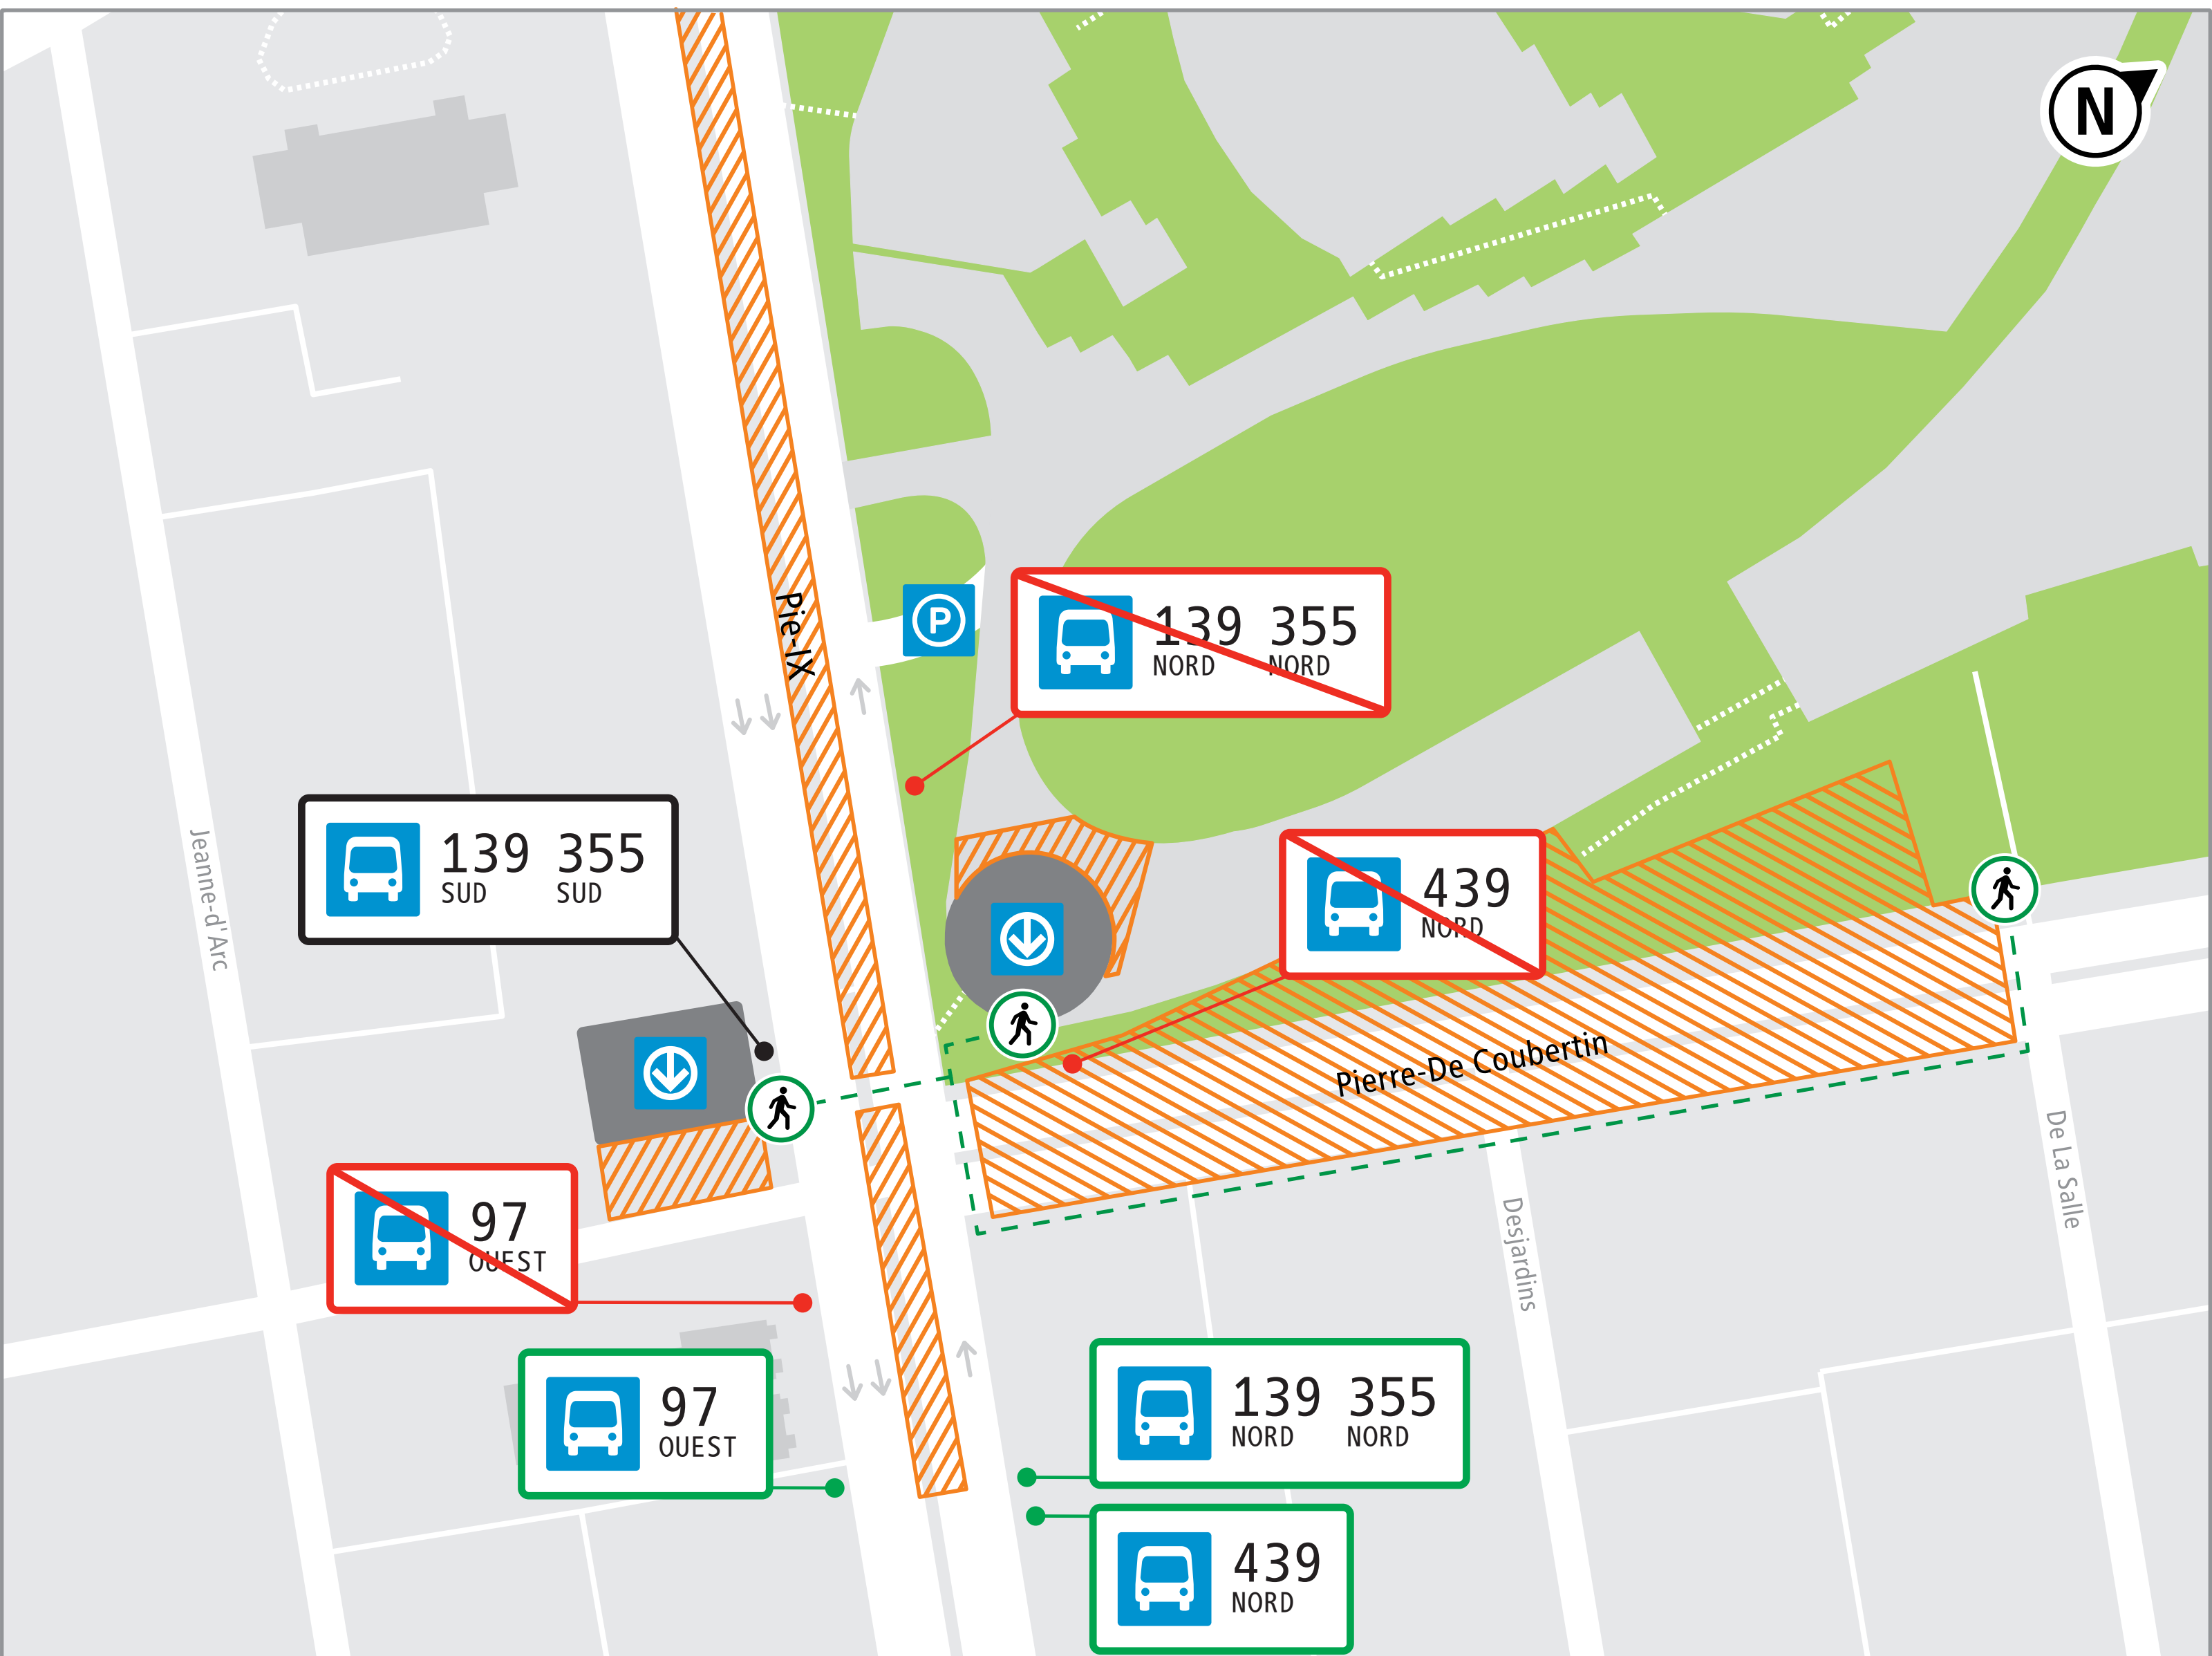 N
P
139 355
NORD NORD
Pie-IX
139 355
SUD SUD
439
NORD
Jeanne-d'Arc
Pierre-De Coubertin
De La Salle
Desjardins
97
OUEST
97
OUEST
139 355
NORD NORD
439
NORD